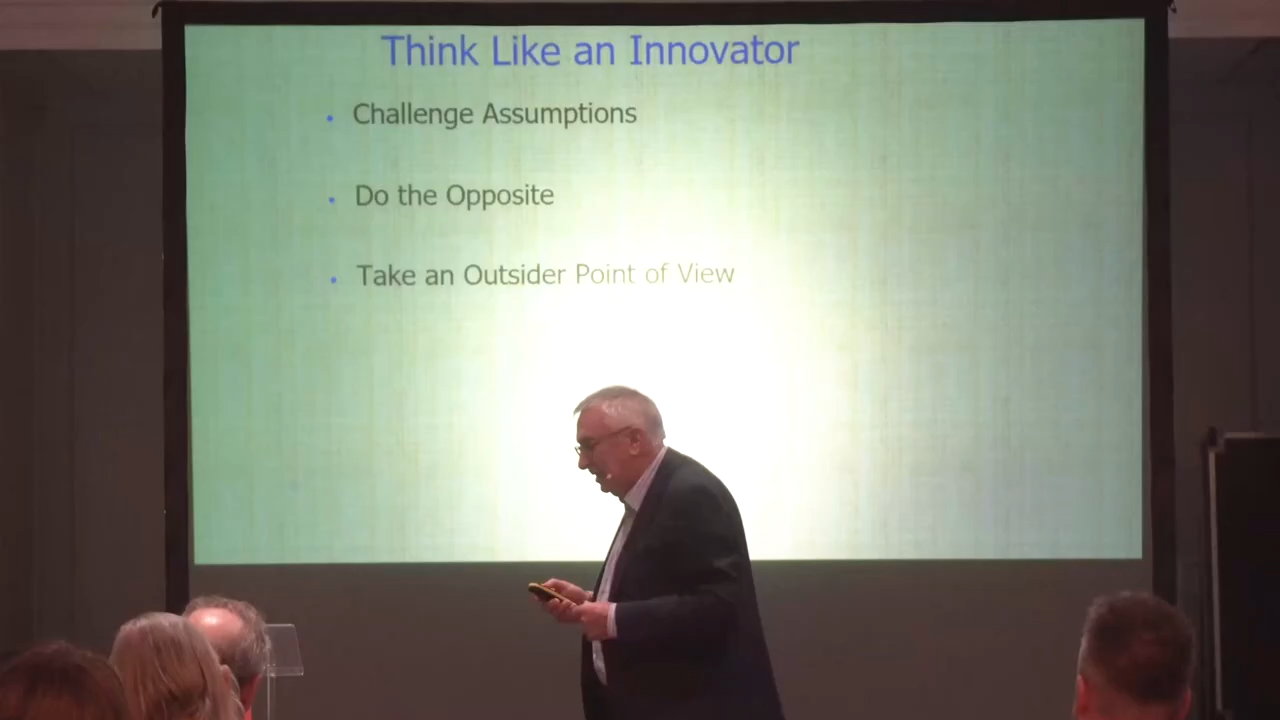 Think Like an Innovator
Challenge Assumptions
Do the Opposite
Take an Outsider Point of View